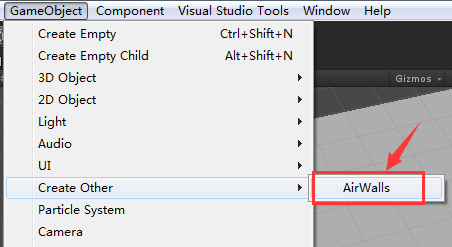 GameObject Component Visual Studio Tools Window Help
Create Empty Ctrl+Shift+N
Create Empty Child Alt+Shift+N
3D Object
2D Object
Light Gizmos
Audio
UI
Create Other AirWalls
Particle System
Camera